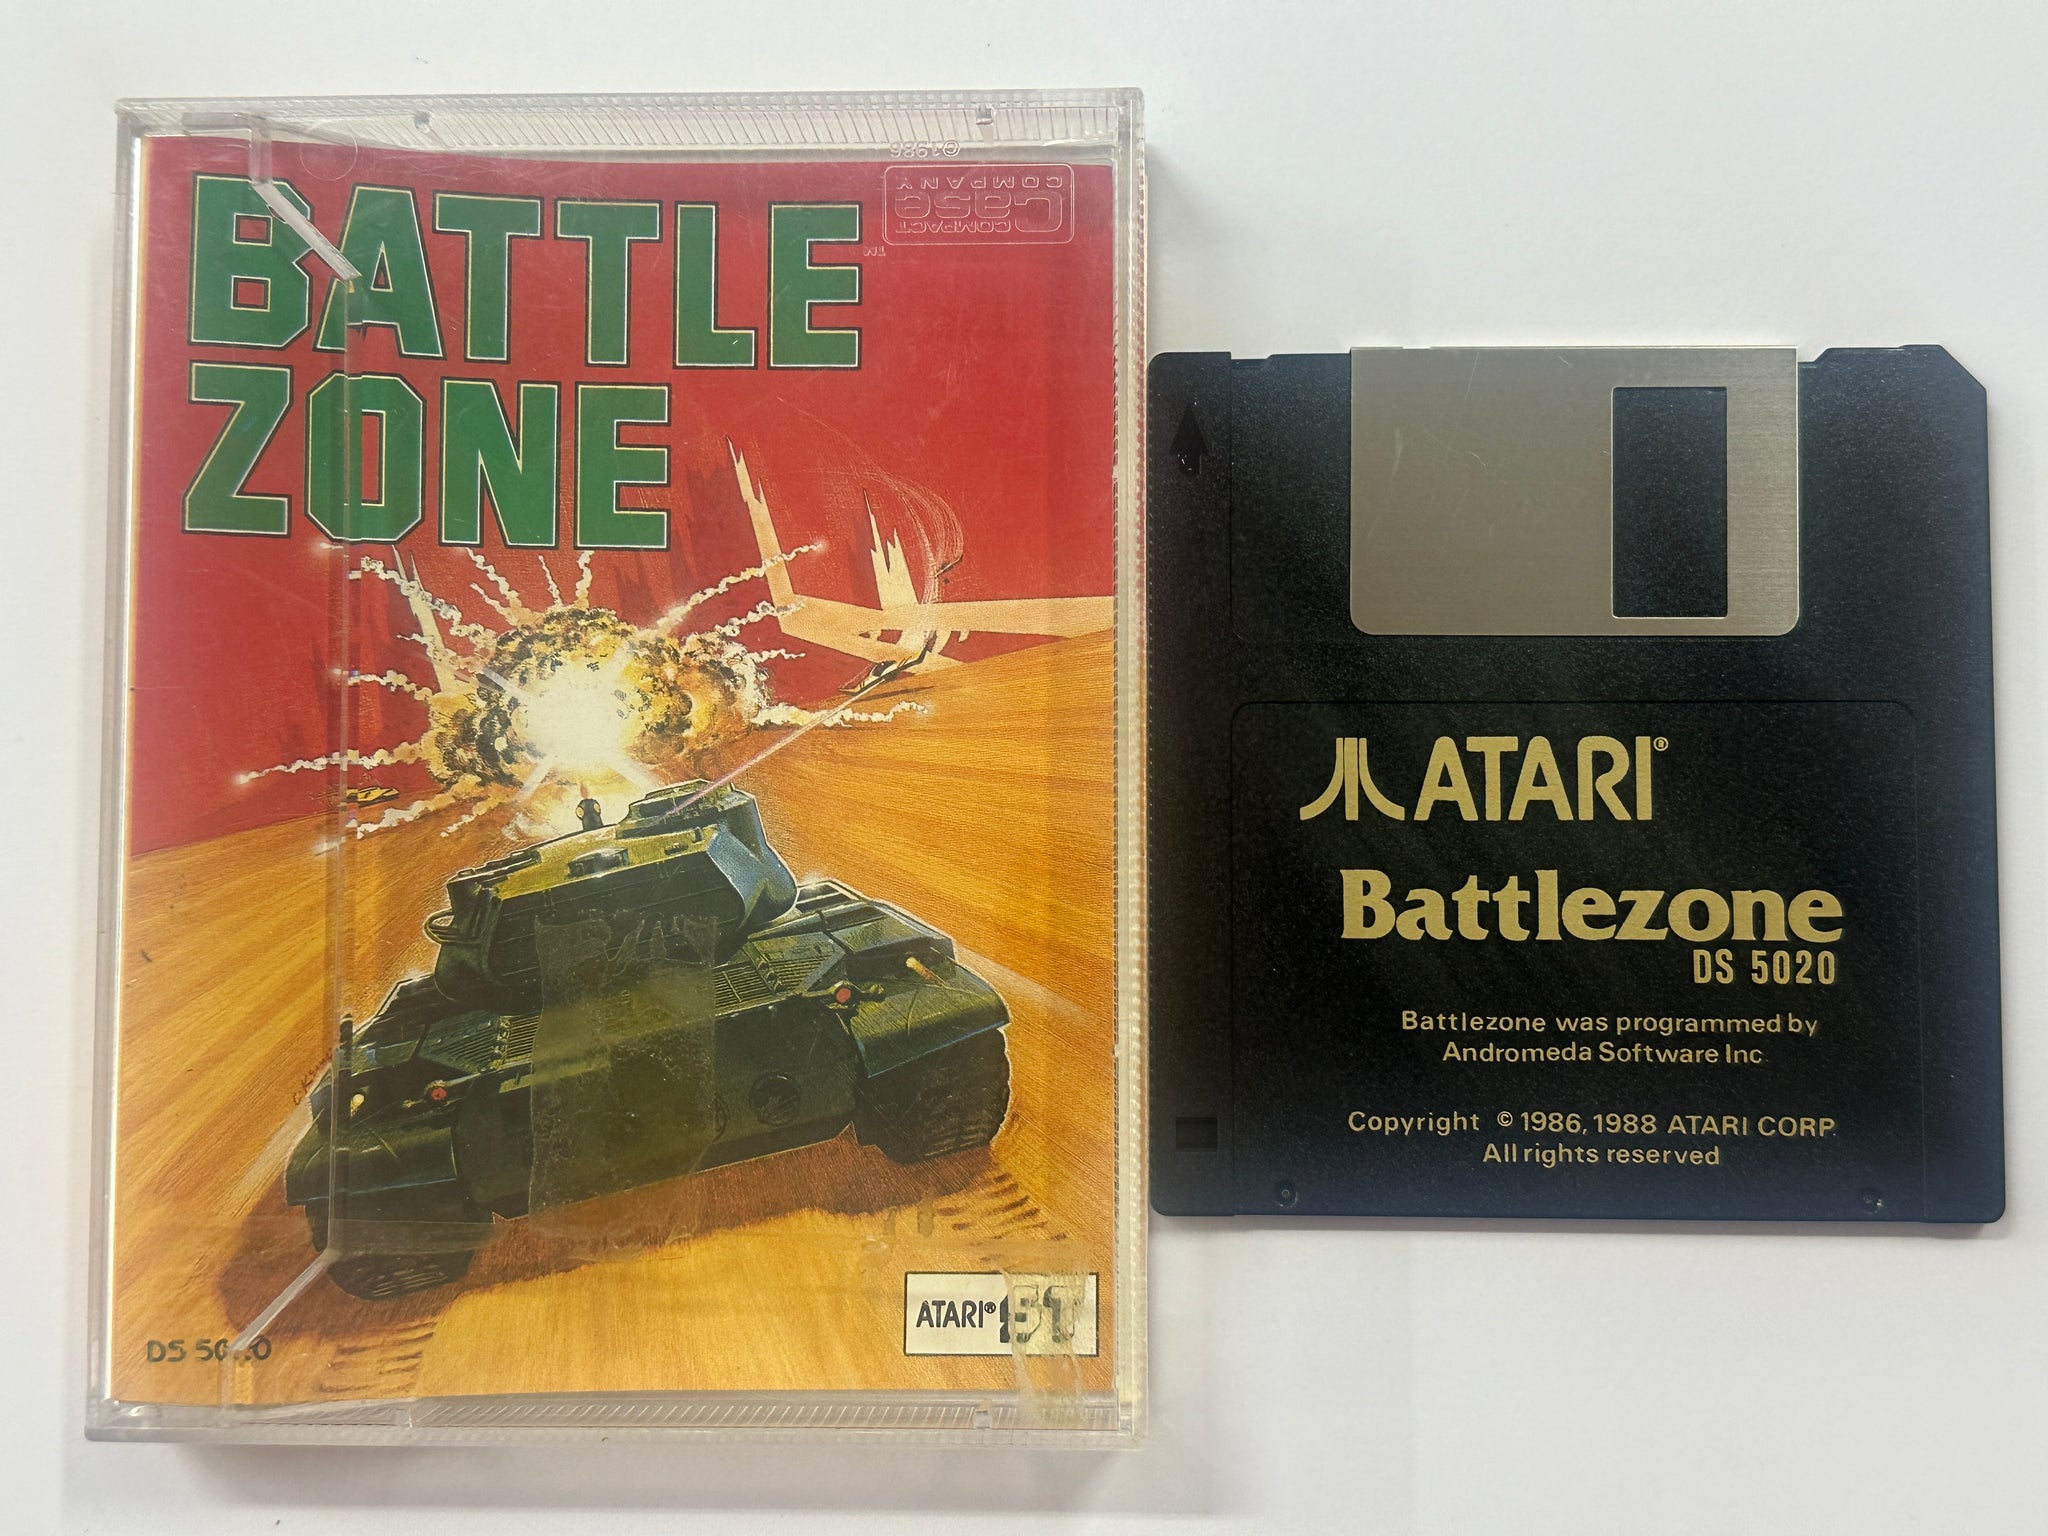 BATTLE
ZONE
©1986
COMPACT
Case
COMPANY
TM
ATARI® ST
ATARI®
Battlezone
DS 5020
Battlezone was programmed by
Andromeda Software Inc
Copyright © 1986, 1988 ATARI CORP.
All rights reserved